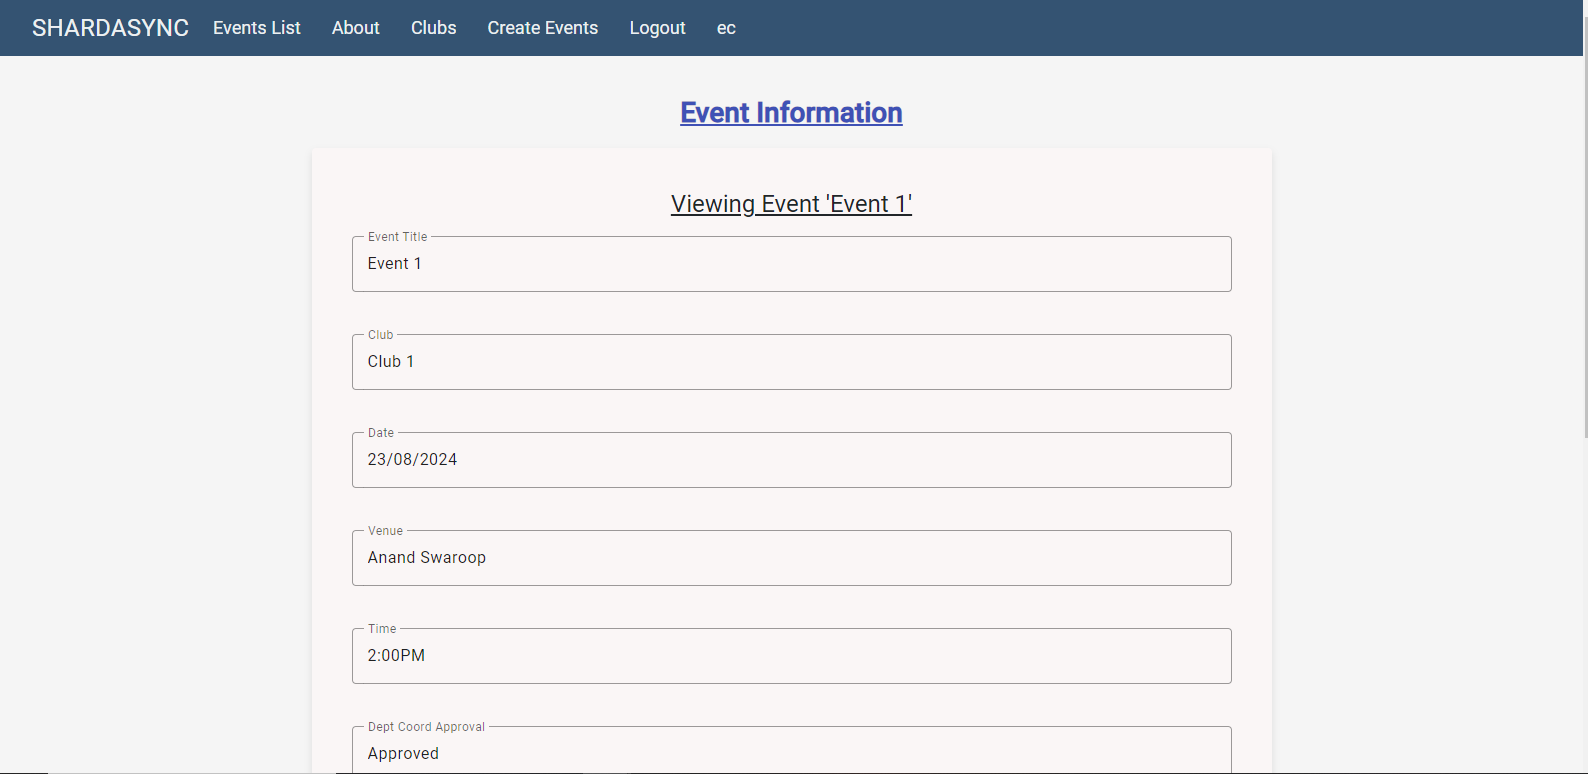 SHARDASYNC Events List About Clubs Create Events Logout ec
Event Information
Viewing Event 'Event 1'
Event Title
Event 1
Club
Club 1
Date
23/08/2024
Venue
Anand Swaroop
Time
2:00PM
Dept Coord Approval
Approved